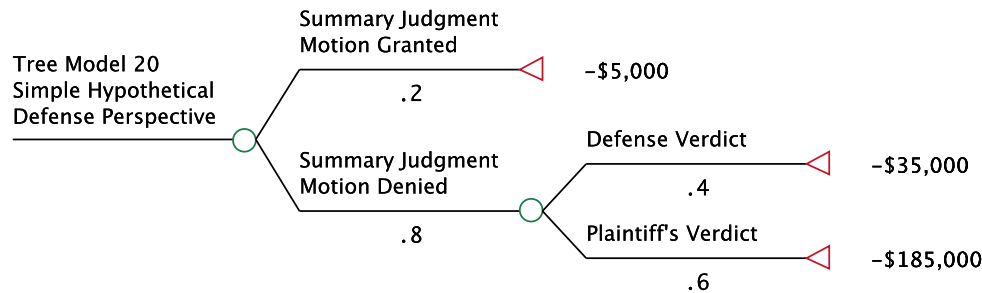 Summary Judgment
Motion Granted
Tree Model 20
Simple Hypothetical
Defense Perspective
-$5,000
.2
Defense Verdict
Summary Judgment
Motion Denied
-$35,000
.4
Plaintiff's Verdict
.8
-$185,000
.6